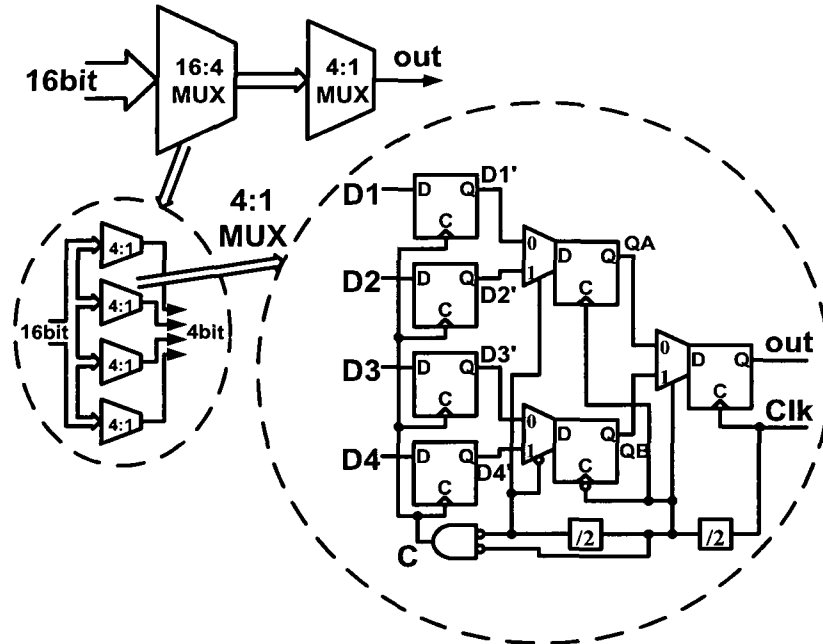 16bit
16:4
MUX
4:1
MUX
out
4:1
MUX
16bit
4:1
4:1
4:1
4:1
4bit
D1
D
Q
C
D1'
D2
D
Q
C
D2'
D3
D
Q
C
D3'
D4
D
Q
C
D4'
0
1
D
Q
C
QA
0
1
D
Q
C
QB
0
1
D
Q
C
out
Clk
C
/2
/2